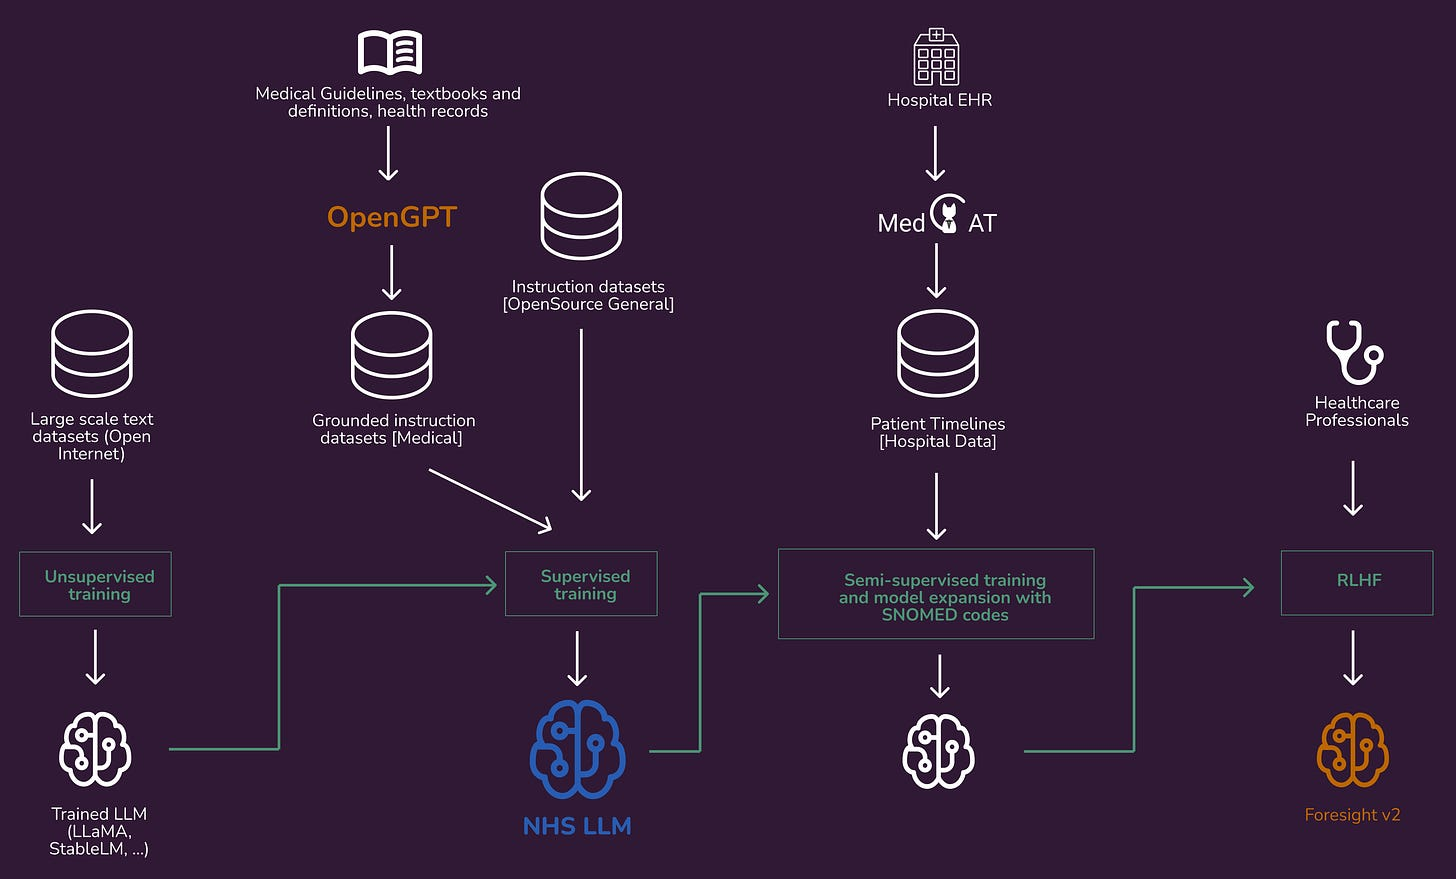 Medical Guidelines, textbooks and
definitions, health records
Hospital EHR
OpenGPT
Med AT
Instruction datasets
[OpenSource General]
Large scale text
datasets (Open
Internet)
Grounded instruction
datasets [Medical]
Patient Timelines
[Hospital Data]
Healthcare
Professionals
Unsupervised
training
Supervised
training
Semi-supervised training
and model expansion with
SNOMED codes
RLHF
Trained LLM
(LLaMA,
StableLM, ...)
NHS LLM
Foresight v2